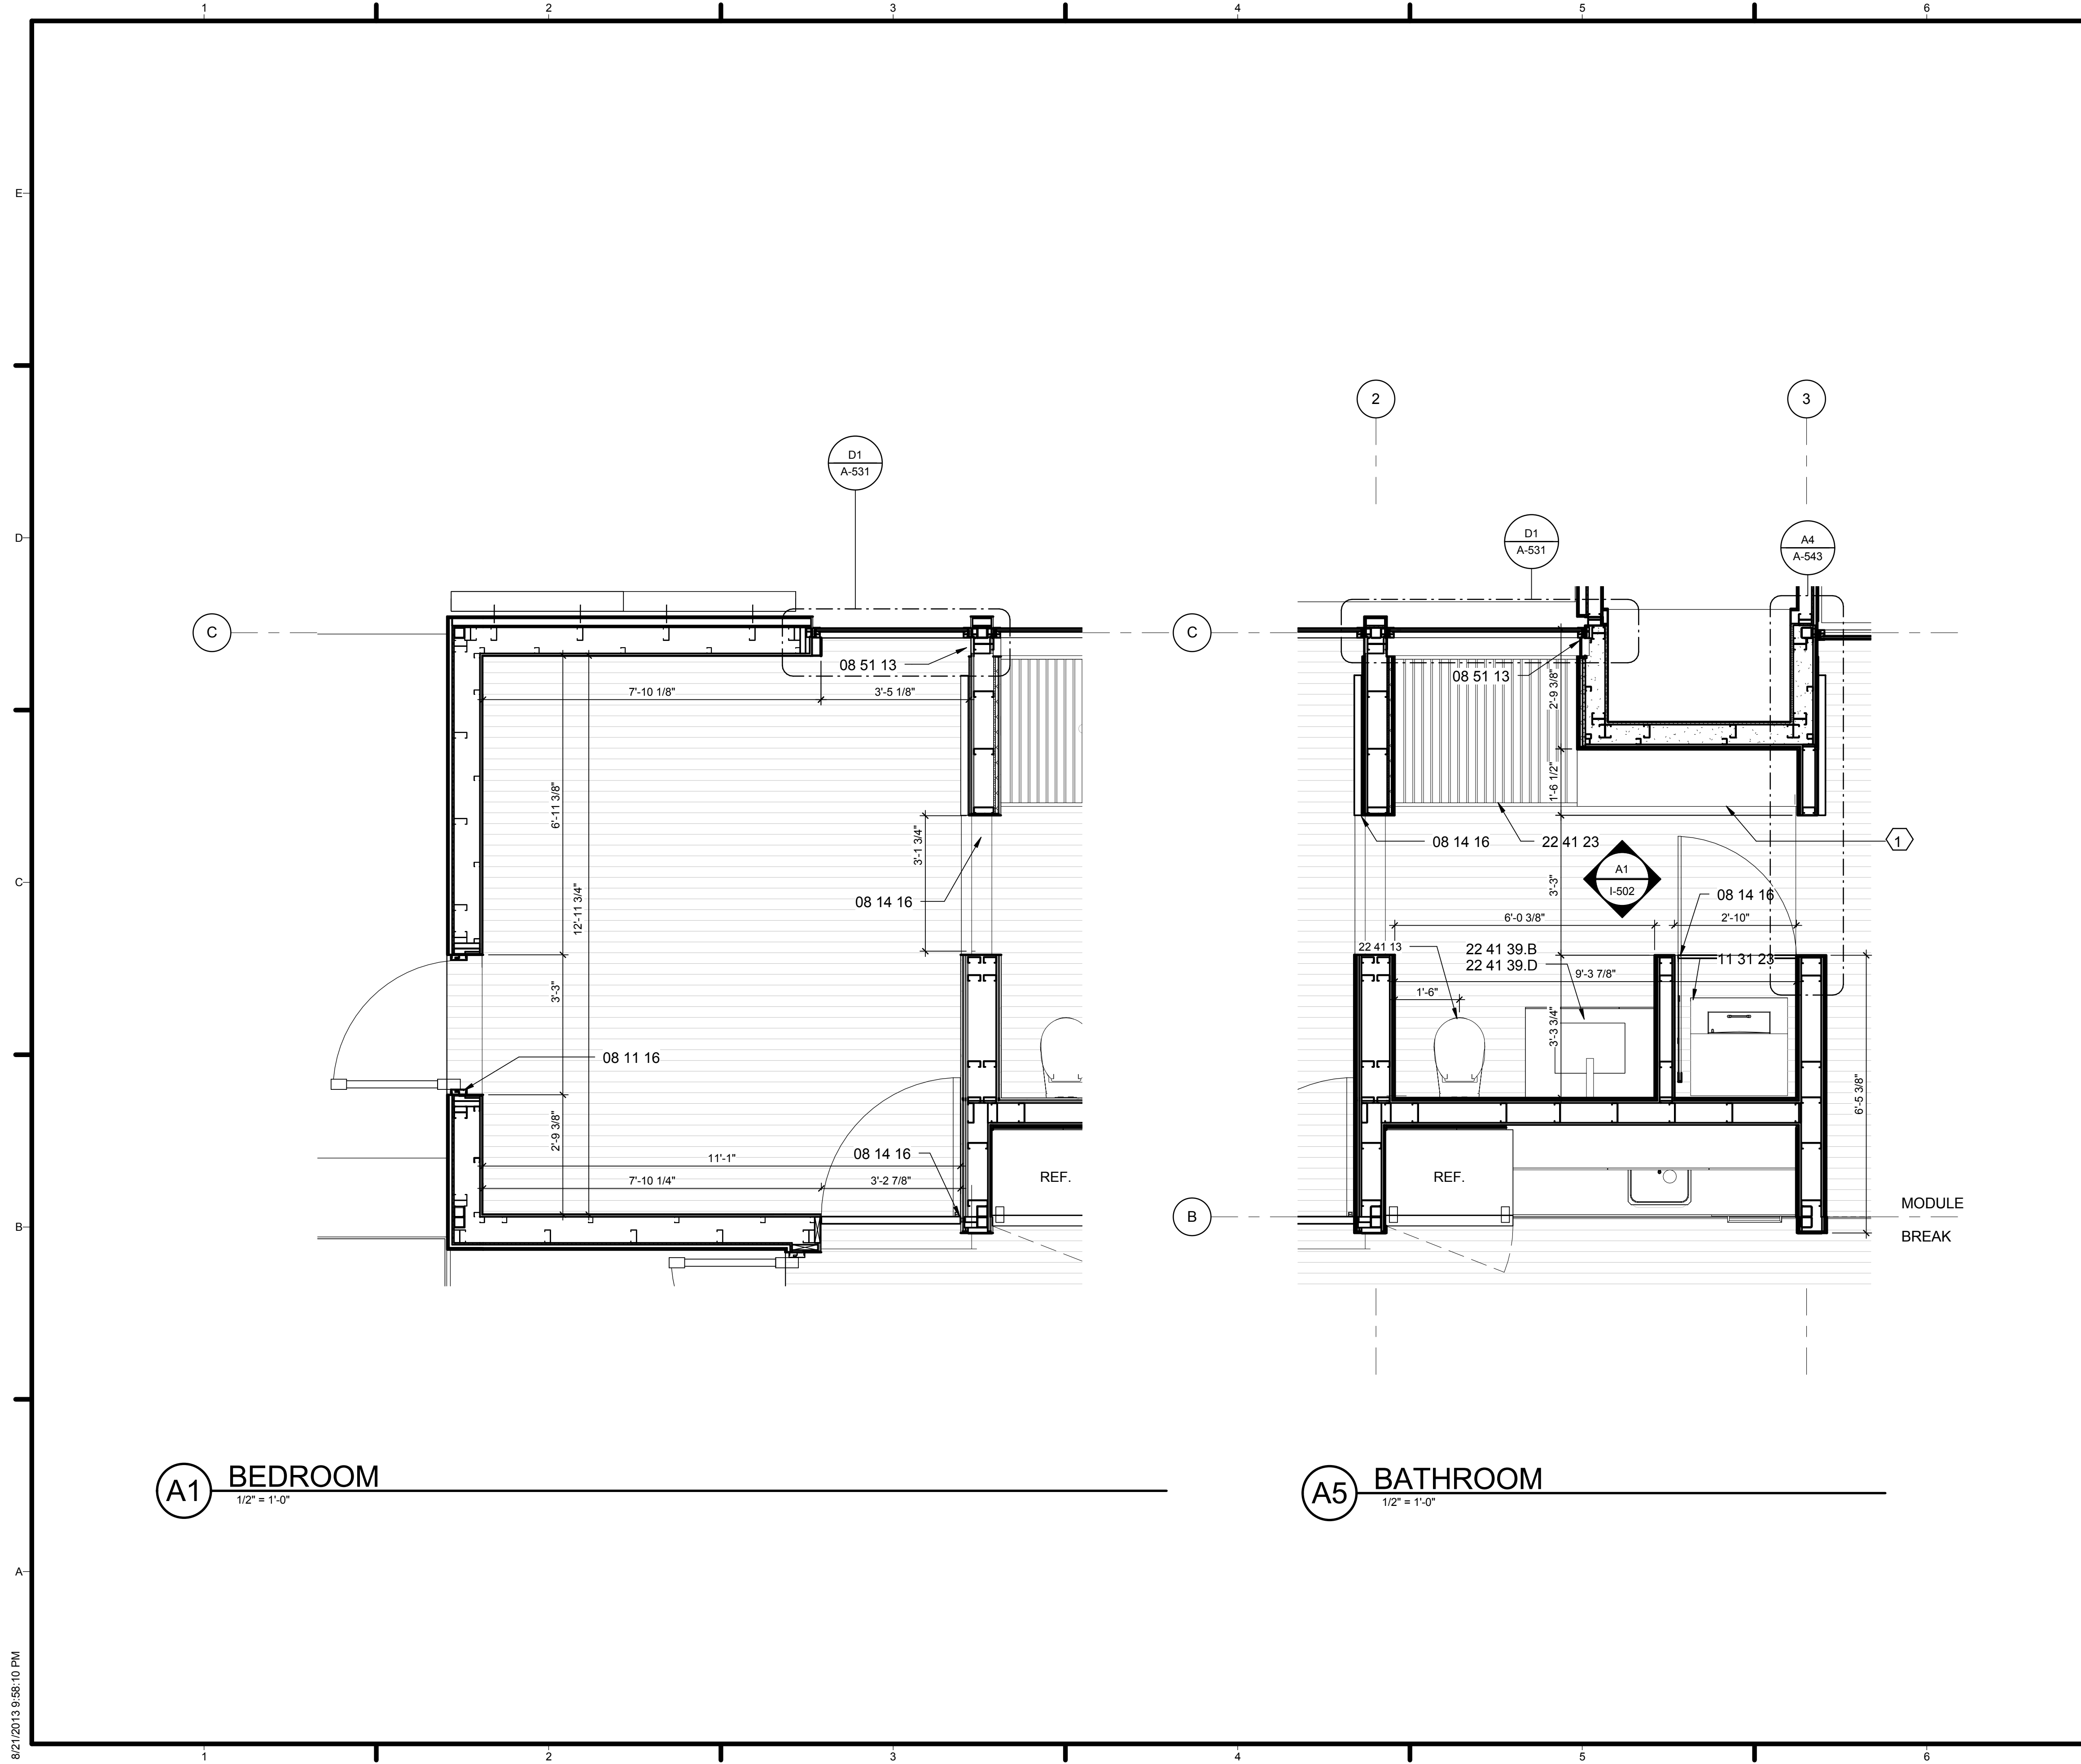 1 2 3 4 5 6
E
D
C
B
A
2
3
D1
A-531
D1
A-531
A4
A-543
C
C
08 51 13
08 51 13
7'-10 1/8"
3'-5 1/8"
2'-9 3/8"
6'-11 3/8"
1'-6 1/2"
3'-1 3/4"
08 14 16
22 41 23
1
A1
I-502
12'-11 3/4"
08 14 16
3'-3"
08 14 16
6'-0 3/8"
2'-10"
22 41 13
22 41 39.B
22 41 39.D
11 31 23
9'-3 7/8"
3'-3"
1'-6"
3'-3 3/4"
08 11 16
6'-5 3/8"
2'-9 3/8"
11'-1"
08 14 16
7'-10 1/4"
3'-2 7/8"
REF.
REF.
B
MODULE
BREAK
A1
BEDROOM
1/2" = 1'-0"
A5
BATHROOM
1/2" = 1'-0"
8/21/2013 9:58:10 PM
1 2 3 4 5 6